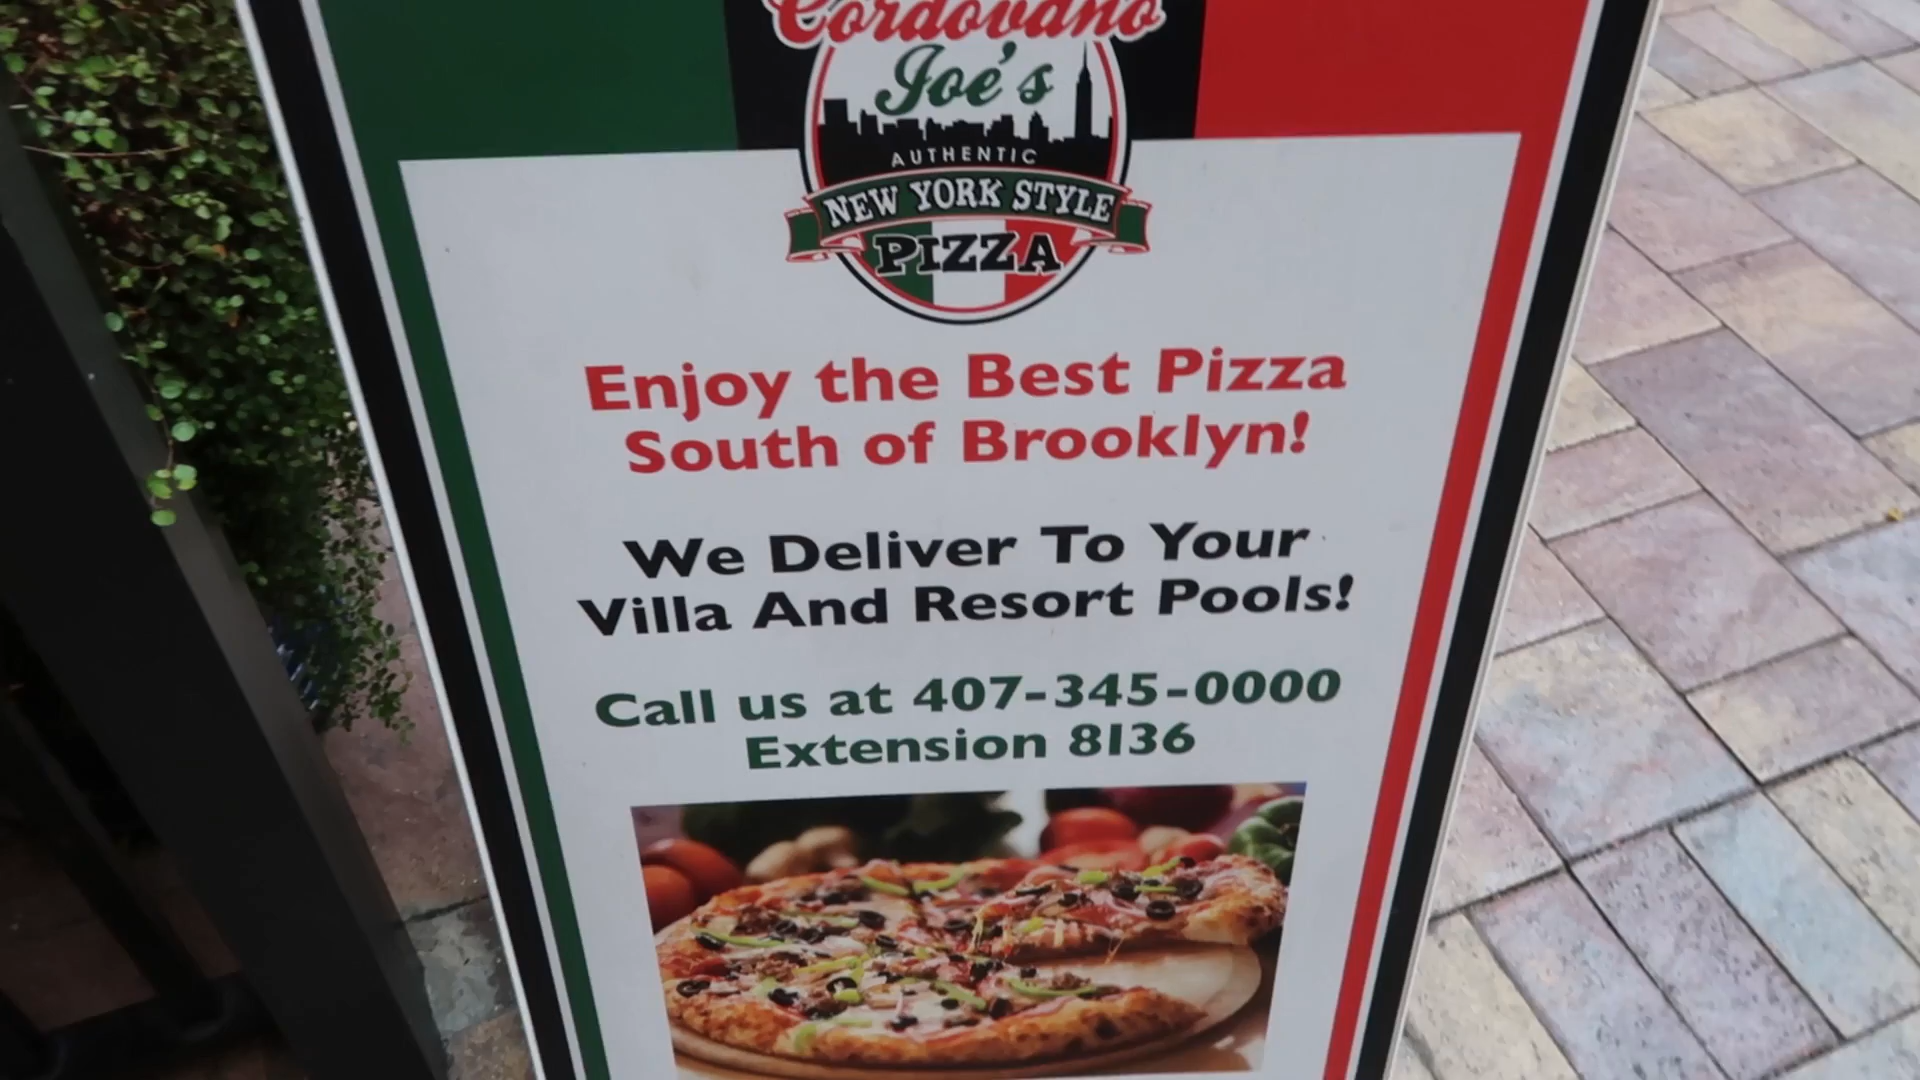 Cordovano
Joe's
AUTHENTIC
NEW YORK STYLE
PIZZA
Enjoy the Best Pizza
South of Brooklyn!
We Deliver To Your
Villa And Resort Pools!
Call us at 407-345-0000
Extension 8136